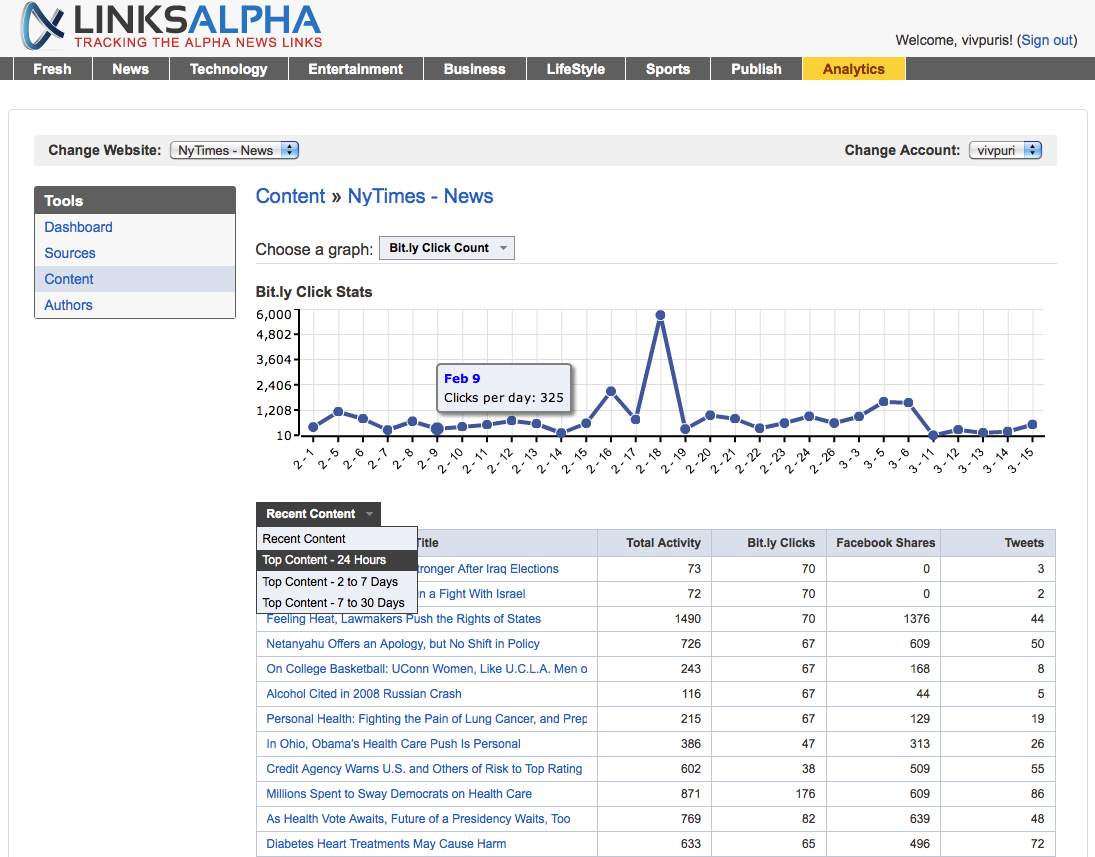 LINKSALPHA
TRACKING THE ALPHA NEWS LINKS
Welcome, vivpuris! (Sign out)
Fresh News Technology Entertainment Business LifeStyle Sports Publish Analytics
Change Website: NyTimes - News Change Account: vivpuri
Tools
Dashboard
Sources
Content
Authors
Content » NyTimes - News
Choose a graph: Bit.ly Click Count
Bit.ly Click Stats
6,000
4,802
3,604
2,406
1,208
10
Feb 9
Clicks per day: 325
2 - 1 2 - 5 2 - 6 2 - 7 2 - 8 2 - 9 2 - 10 2 - 11 2 - 12 2 - 13 2 - 14 2 - 15 2 - 16 2 - 17 2 - 18 2 - 19 2 - 20 2 - 21 2 - 22 2 - 23 2 - 24 2 - 26 3 - 3 3 - 5 3 - 6 3 - 11 3 - 12 3 - 13 3 - 14 3 - 15
Recent Content
Recent Content
Top Content - 24 Hours
Top Content - 2 to 7 Days
Top Content - 7 to 30 Days
Title Total Activity Bit.ly Clicks Facebook Shares Tweets
tronger After Iraq Elections 73 70 0 3
in a Fight With Israel 72 70 0 2
Feeling Heat, Lawmakers Push the Rights of States 1490 70 1376 44
Netanyahu Offers an Apology, but No Shift in Policy 726 67 609 50
On College Basketball: UConn Women, Like U.C.L.A. Men o 243 67 168 8
Alcohol Cited in 2008 Russian Crash 116 67 44 5
Personal Health: Fighting the Pain of Lung Cancer, and Prep 215 67 129 19
In Ohio, Obama's Health Care Push Is Personal 386 47 313 26
Credit Agency Warns U.S. and Others of Risk to Top Rating 602 38 509 55
Millions Spent to Sway Democrats on Health Care 871 176 609 86
As Health Vote Awaits, Future of a Presidency Waits, Too 769 82 639 48
Diabetes Heart Treatments May Cause Harm 633 65 496 72